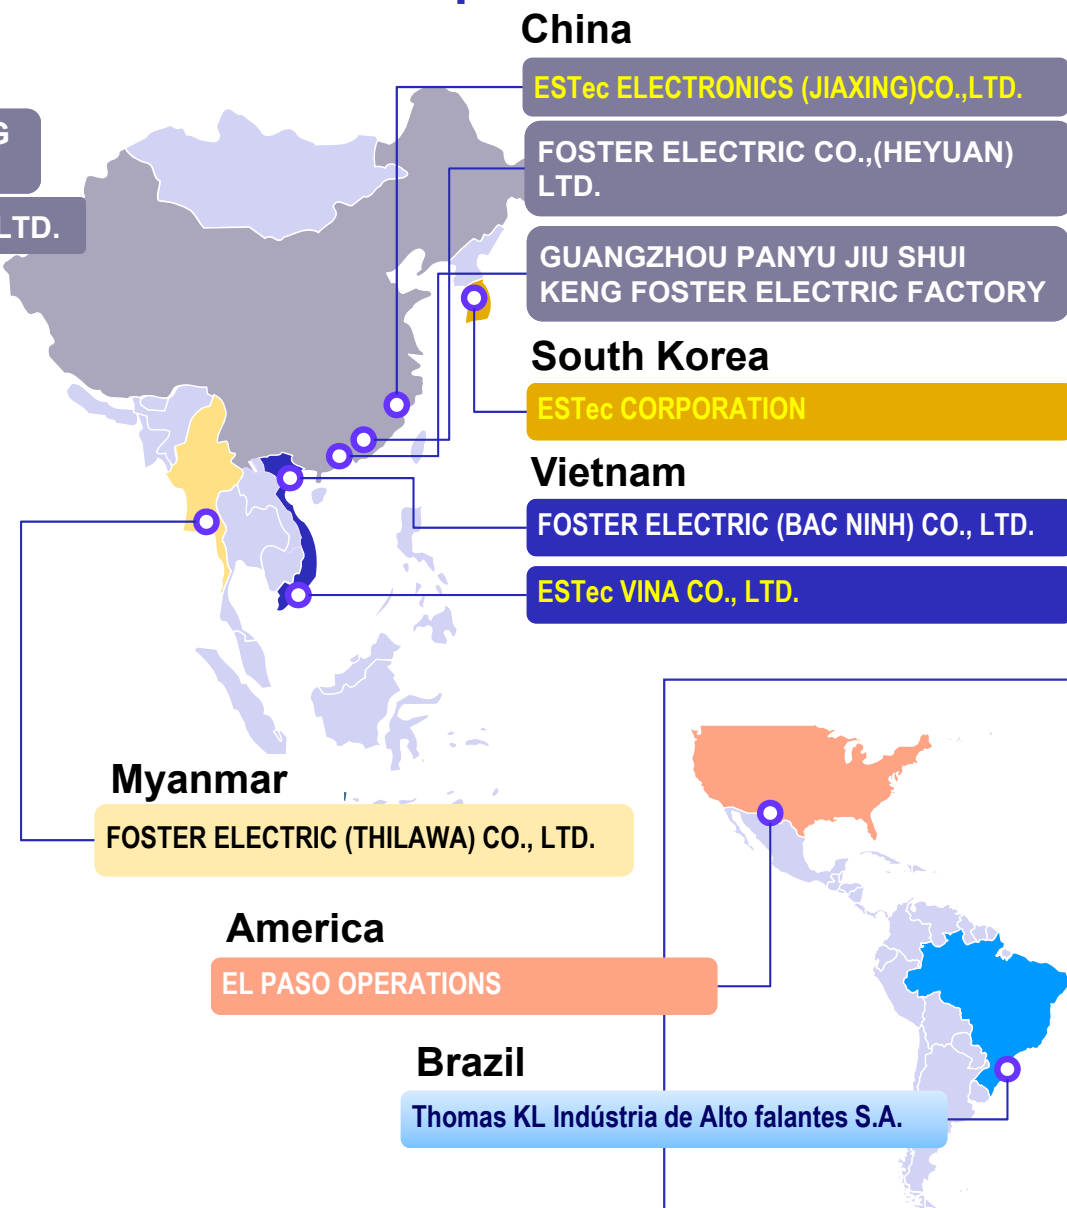 China
ESTec ELECTRONICS (JIAXING)CO.,LTD.
FOSTER ELECTRIC CO.,(HEYUAN)
LTD.
GUANGZHOU PANYU JIU SHUI
KENG FOSTER ELECTRIC FACTORY
LTD.
South Korea
ESTec CORPORATION
Vietnam
FOSTER ELECTRIC (BAC NINH) CO., LTD.
ESTec VINA CO., LTD.
Myanmar
FOSTER ELECTRIC (THILAWA) CO., LTD.
America
EL PASO OPERATIONS
Brazil
Thomas KL Indústria de Alto falantes S.A.